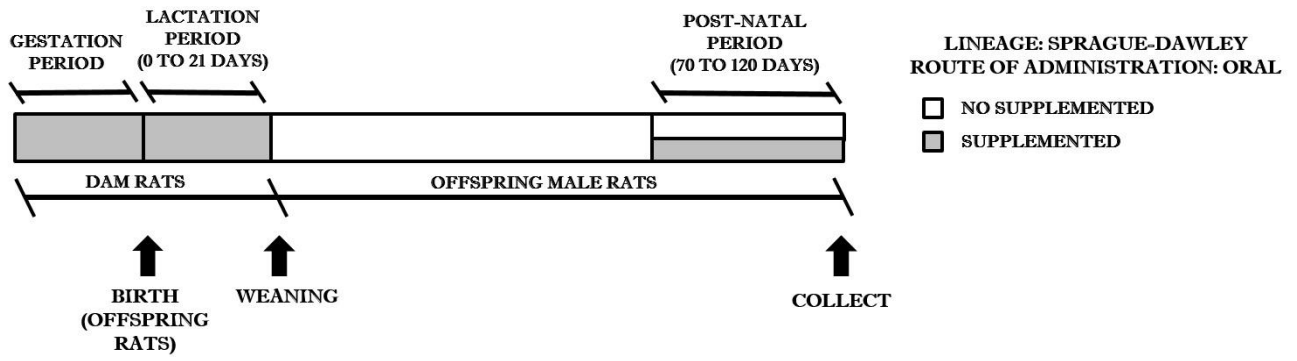 GESTATION
PERIOD
LACTATION
PERIOD
(0 TO 21 DAYS)
POST-NATAL
PERIOD
(70 TO 120 DAYS)
LINEAGE: SPRAGUE-DAWLEY
ROUTE OF ADMINISTRATION: ORAL
NO SUPPLEMENTED
SUPPLEMENTED
DAM RATS
OFFSPRING MALE RATS
BIRTH
(OFFSPRING
RATS)
WEANING
COLLECT